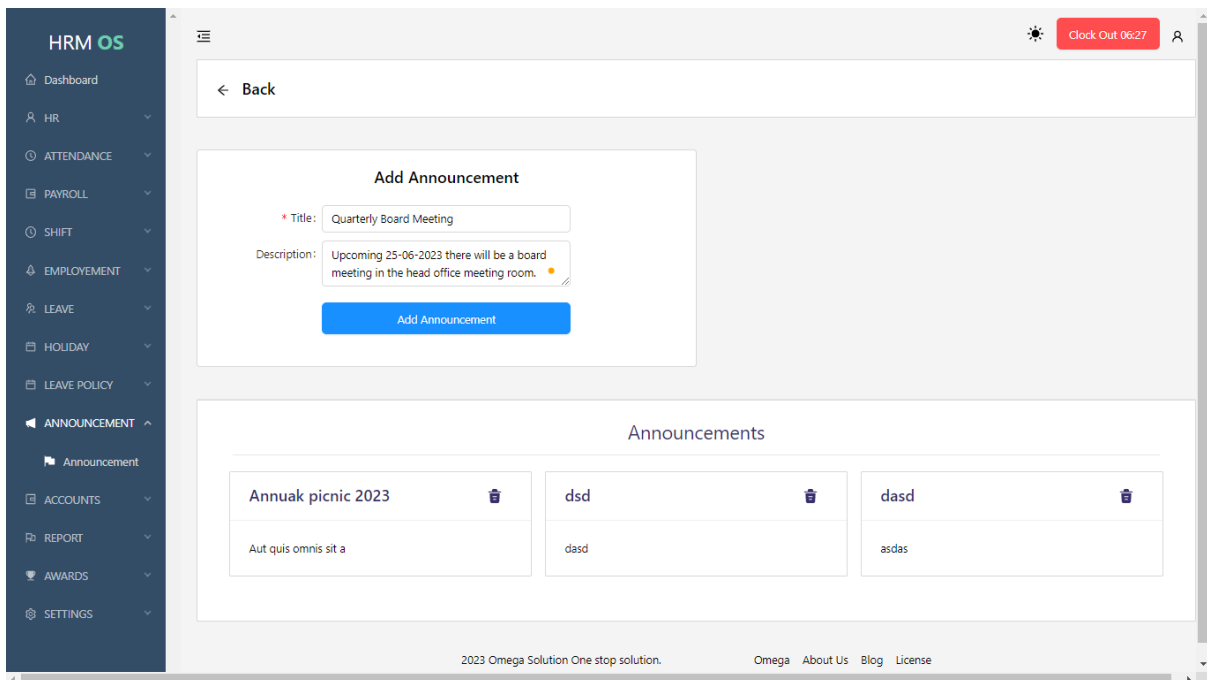 HRM OS
Dashboard
HR
ATTENDANCE
PAYROLL
SHIFT
EMPLOYEMENT
LEAVE
HOLIDAY
LEAVE POLICY
ANNOUNCEMENT
Announcement
ACCOUNTS
REPORT
AWARDS
SETTINGS
Clock Out 06:27
Back
Add Announcement
* Title: Quarterly Board Meeting
Description: Upcoming 25-06-2023 there will be a board
meeting in the head office meeting room.
Add Announcement
Announcements
Annuak picnic 2023
Aut quis omnis sit a
dsd
dasd
dasd
asdas
2023 Omega Solution One stop solution.
Omega About Us Blog License